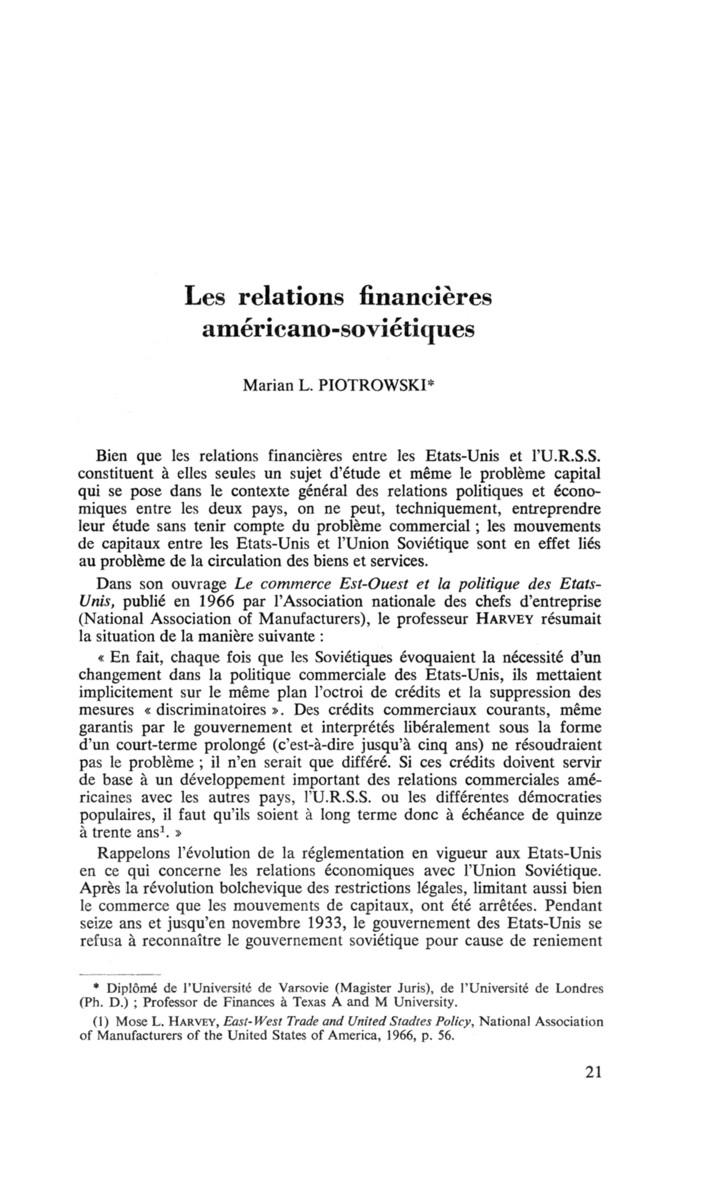 Les relations financières
américano-soviétiques
Marian L. PIOTROWSKI*
Bien que les relations financières entre les Etats-Unis et l'U.R.S.S.
constituent à elles seules un sujet d'étude et même le problème capital
qui se pose dans le contexte général des relations politiques et écono-
miques entre les deux pays, on ne peut, techniquement, entreprendre
leur étude sans tenir compte du problème commercial ; les mouvements
de capitaux entre les Etats-Unis et l'Union Soviétique sont en effet liés
au problème de la circulation des biens et services.
Dans son ouvrage Le commerce Est-Ouest et la politique des Etats-
Unis, publié en 1966 par l'Association nationale des chefs d'entreprise
(National Association of Manufacturers), le professeur HARVEY résumait
la situation de la manière suivante :
« En fait, chaque fois que les Soviétiques évoquaient la nécessité d'un
changement dans la politique commerciale des Etats-Unis, ils mettaient
implicitement sur le même plan l'octroi de crédits et la suppression des
mesures « discriminatoires ». Des crédits commerciaux courants, même
garantis par le gouvernement et interprétés libéralement sous la forme
d'un court-terme prolongé (c'est-à-dire jusqu'à cinq ans) ne résoudraient
pas le problème ; il n'en serait que différé. Si ces crédits doivent servir
de base à un développement important des relations commerciales amé-
ricaines avec les autres pays, l'U.R.S.S. ou les différentes démocraties
populaires, il faut qu'ils soient à long terme donc à échéance de quinze
à trente ans¹. »
Rappelons l'évolution de la réglementation en vigueur aux Etats-Unis
en ce qui concerne les relations économiques avec l'Union Soviétique.
Après la révolution bolchevique des restrictions légales, limitant aussi bien
le commerce que les mouvements de capitaux, ont été arrêtées. Pendant
seize ans et jusqu'en novembre 1933, le gouvernement des Etats-Unis se
refusa à reconnaître le gouvernement soviétique pour cause de reniement
* Diplômé de l'Université de Varsovie (Magister Juris), de l'Université de Londres
(Ph. D.) ; Professor de Finances à Texas A and M University.
(1) Mose L. HARVEY, East-West Trade and United Stadtes Policy, National Association
of Manufacturers of the United States of America, 1966, p. 56.
21